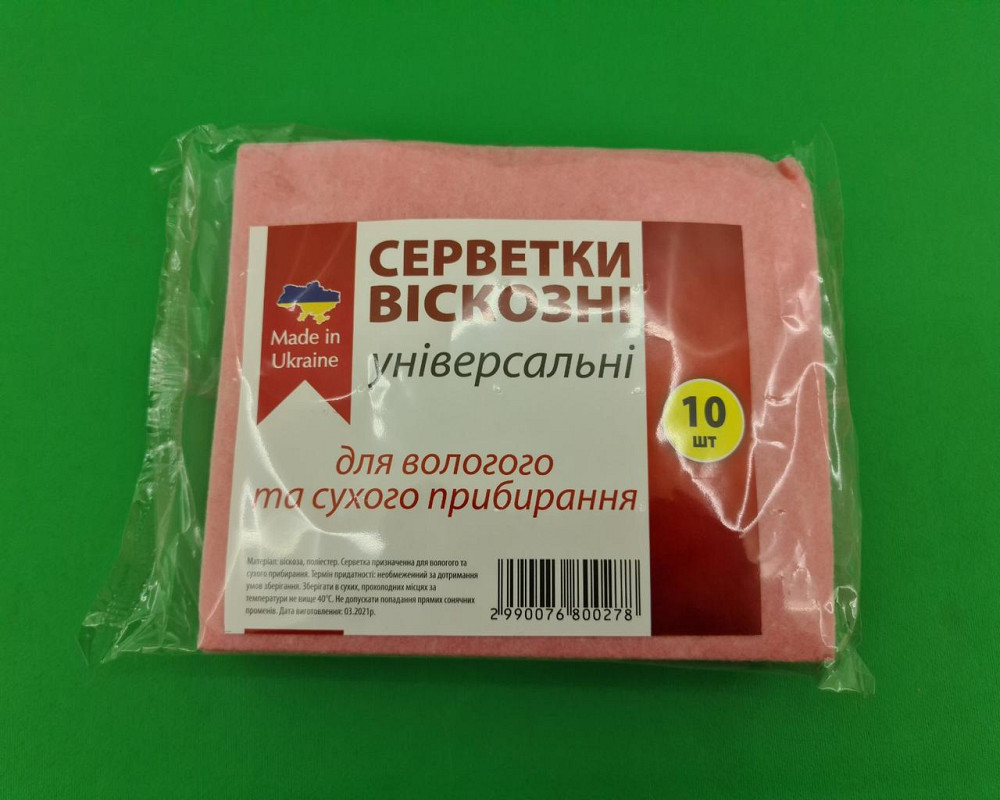 Made in
Ukraine
СЕРВЕТКИ
ВІСКОЗНІ
універсальні
10
шт
для вологого
та сухого прибирання
Матеріал: віскоза, поліестер. Серветка призначенна для вологого та
сухого прибирання. Термін придатності: необмежений за дотримання
умов зберігання. Зберігати в сухих, прохолодних місцях за
температури не вище 40°С. Не допускати попадання прямих сонячних
променів. Дата виготовлення: 03.2021р.
2 990076 800278